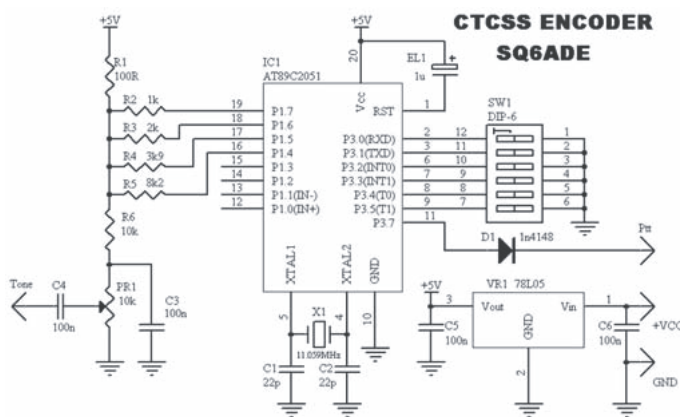 CTCSS ENCODER
SQ6ADE
+5V
R1
100R
R2 1k
R3 2k
R4 3k9
R5 8k2
R6
10k
PR1
10k
Tone
C4
100n
C3
100n
IC1
AT89C2051
19 P1.7
18 P1.6
17 P1.5
16 P1.4
15 P1.3
14 P1.2
13 P1.1(IN-)
12 P1.0(IN+)
XTAL1
XTAL2
GND
5
4
10
X1
11.059MHz
C1
22p
C2
22p
+5V
20
Vcc
EL1
+
1u
RST 1
P3.0(RXD) 2
P3.1(TXD) 3
P3.2(INT0) 6
P3.3(INT1) 7
P3.4(T0) 8
P3.5(T1) 9
P3.7 11
SW1
DIP-6
12 1
11 2
10 3
9 4
8 5
7 6
D1 1n4148
Ptt
VR1 78L05
+5V
3
Vout
Vin
1
GND
2
C5
100n
C6
100n
+VCC
GND